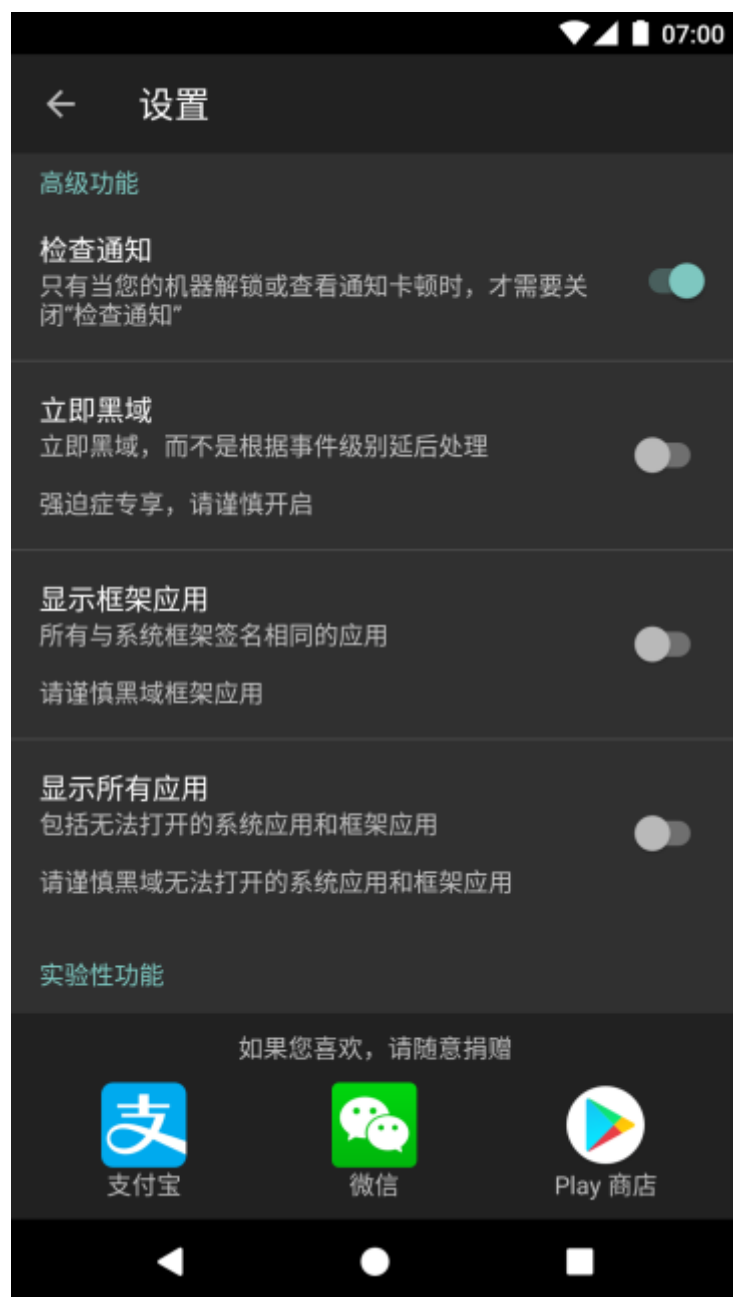 07:00
设置
高级功能
检查通知
只有当您的机器解锁或查看通知卡顿时，才需要关
闭"检查通知"
立即黑域
立即黑域，而不是根据事件级别延后处理
强迫症专享，请谨慎开启
显示框架应用
所有与系统框架签名相同的应用
请谨慎黑域框架应用
显示所有应用
包括无法打开的系统应用和框架应用
请谨慎黑域无法打开的系统应用和框架应用
实验性功能
如果您喜欢，请随意捐赠
支
支付宝
微信
Play 商店